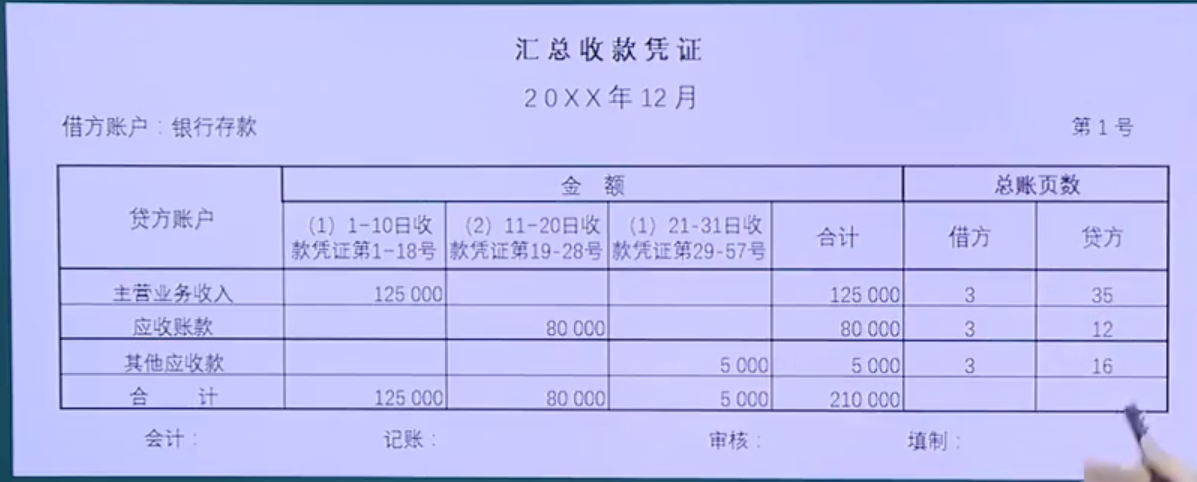 汇总收款凭证
20XX年12月
借方账户：银行存款 第1号
贷方账户 金 额 总账页数
(1) 1-10日收款凭证第1-18号 (2) 11-20日收款凭证第19-28号 (1) 21-31日收款凭证第29-57号 合计 借方 贷方
主营业务收入 125 000 125 000 3 35
应收账款 80 000 80 000 3 12
其他应收款 5 000 5 000 3 16
合 计 125 000 80 000 5 000 210 000
会计： 记账： 审核： 填制：